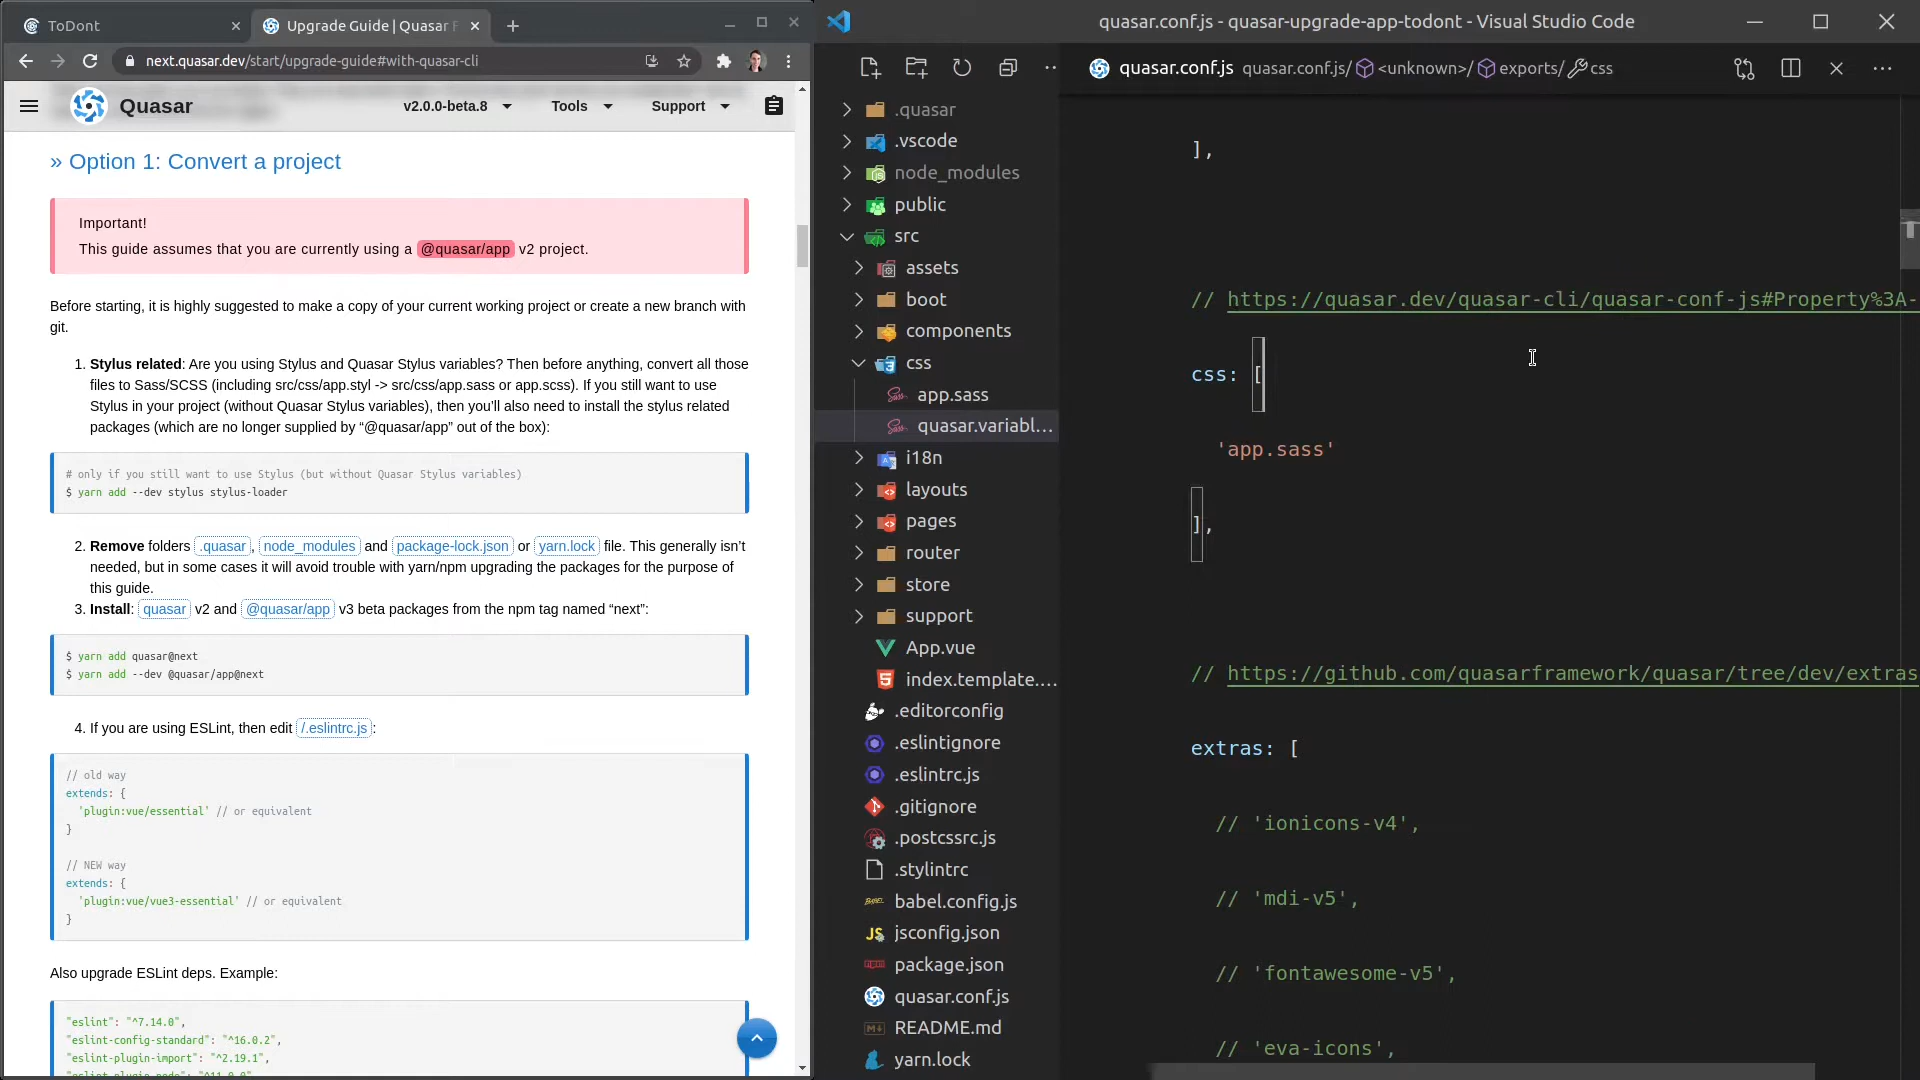 ToDont
Upgrade Guide | Quasar F
next.quasar.dev/start/upgrade-guide#with-quasar-cli
Quasar
v2.0.0-beta.8
Tools
Support
» Option 1: Convert a project
Important!
This guide assumes that you are currently using a @quasar/app v2 project.
Before starting, it is highly suggested to make a copy of your current working project or create a new branch with
git.
1. Stylus related: Are you using Stylus and Quasar Stylus variables? Then before anything, convert all those
files to Sass/SCSS (including src/css/app.styl -> src/css/app.sass or app.scss). If you still want to use
Stylus in your project (without Quasar Stylus variables), then you’ll also need to install the stylus related
packages (which are no longer supplied by “@quasar/app” out of the box):
# only if you still want to use Stylus (but without Quasar Stylus variables)
$ yarn add --dev stylus stylus-loader
2. Remove folders .quasar, node_modules and package-lock.json or yarn.lock file. This generally isn’t
needed, but in some cases it will avoid trouble with yarn/npm upgrading the packages for the purpose of
this guide.
3. Install: quasar v2 and @quasar/app v3 beta packages from the npm tag named “next”:
$ yarn add quasar@next
$ yarn add --dev @quasar/app@next
4. If you are using ESLint, then edit /.eslintrc.js:
// old way
extends: {
'plugin:vue/essential' // or equivalent
}
// NEW way
extends: {
'plugin:vue/vue3-essential' // or equivalent
}
Also upgrade ESLint deps. Example:
"eslint": "^7.14.0",
"eslint-config-standard": "^16.0.2",
"eslint-plugin-import": "^2.19.1",
quasar.conf.js - quasar-upgrade-app-todont - Visual Studio Code
quasar.conf.js quasar.conf.js/ <unknown>/ exports/ css
.quasar
.vscode
node_modules
public
src
assets
boot
components
css
app.sass
quasar.variabl...
i18n
layouts
pages
router
store
support
App.vue
index.template....
.editorconfig
.eslintignore
.eslintrc.js
.gitignore
.postcssrc.js
.stylintrc
babel.config.js
jsconfig.json
package.json
quasar.conf.js
README.md
yarn.lock
],
// https://quasar.dev/quasar-cli/quasar-conf-js#Property%3A-
css: [
'app.sass'
],
// https://github.com/quasarframework/quasar/tree/dev/extras
extras: [
// 'ionicons-v4',
// 'mdi-v5',
// 'fontawesome-v5',
// 'eva-icons',